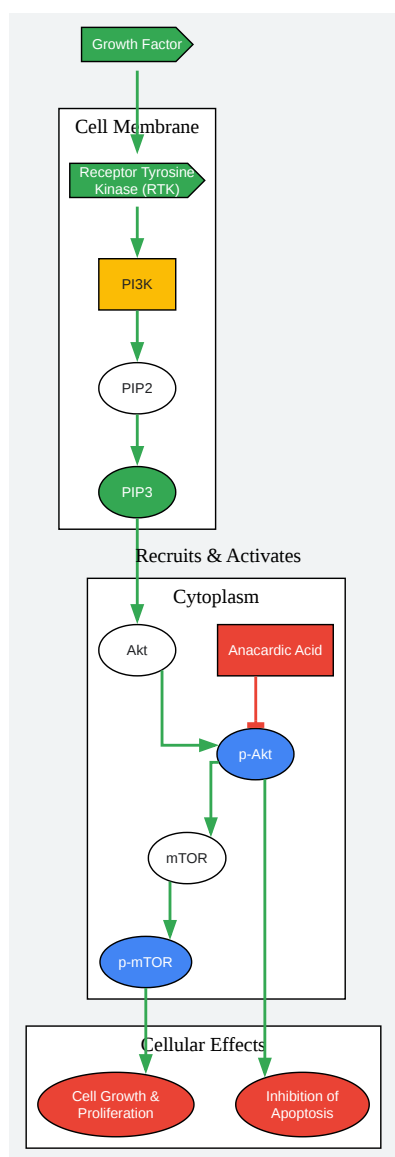 Growth Factor
Cell Membrane
Receptor Tyrosine
Kinase (RTK)
PI3K
PIP2
PIP3
Recruits & Activates
Cytoplasm
Akt
Anacardic Acid
p-Akt
mTOR
p-mTOR
Cellular Effects
Cell Growth &
Proliferation
Inhibition of
Apoptosis